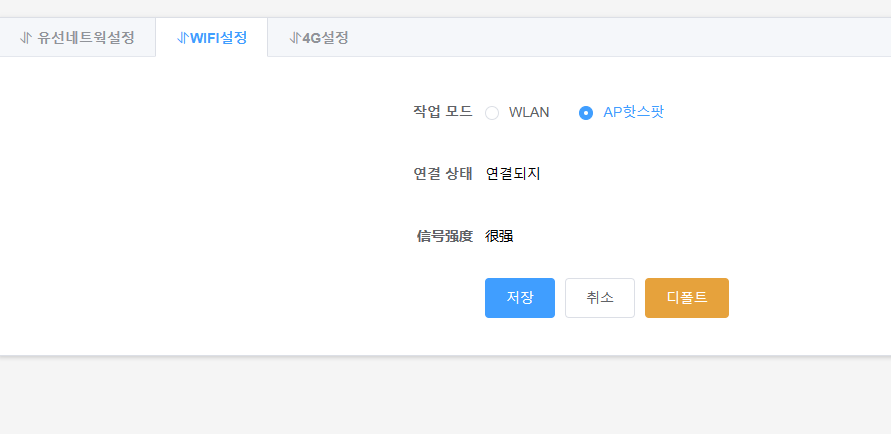 유선네트웍설정 WIFI설정 4G설정
작업 모드 WLAN AP핫스팟
연결 상태 연결되지
信号强度 很强
저장 취소 디폴트